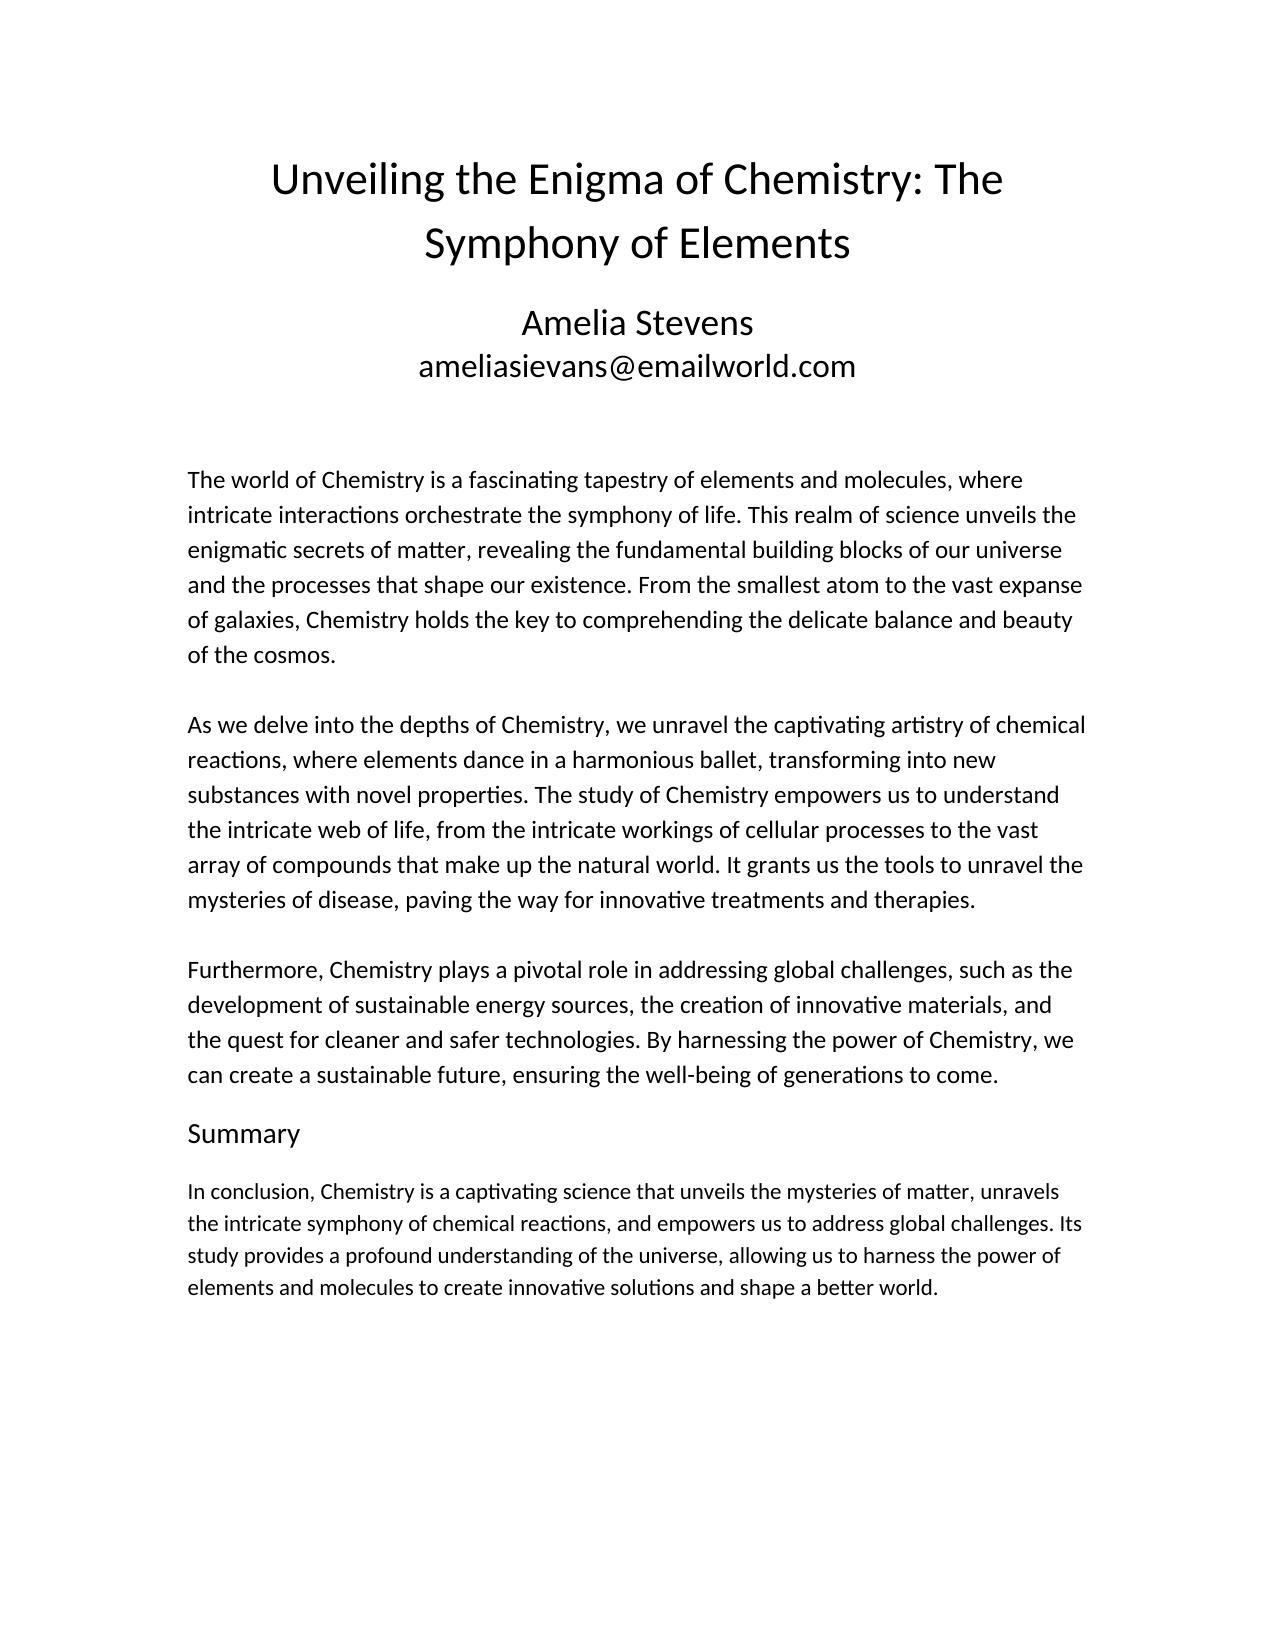 Unveiling the Enigma of Chemistry: The
Symphony of Elements
Amelia Stevens
ameliasievans@emailworld.com
The world of Chemistry is a fascinating tapestry of elements and molecules, where
intricate interactions orchestrate the symphony of life. This realm of science unveils the
enigmatic secrets of matter, revealing the fundamental building blocks of our universe
and the processes that shape our existence. From the smallest atom to the vast expanse
of galaxies, Chemistry holds the key to comprehending the delicate balance and beauty
of the cosmos.
As we delve into the depths of Chemistry, we unravel the captivating artistry of chemical
reactions, where elements dance in a harmonious ballet, transforming into new
substances with novel properties. The study of Chemistry empowers us to understand
the intricate web of life, from the intricate workings of cellular processes to the vast
array of compounds that make up the natural world. It grants us the tools to unravel the
mysteries of disease, paving the way for innovative treatments and therapies.
Furthermore, Chemistry plays a pivotal role in addressing global challenges, such as the
development of sustainable energy sources, the creation of innovative materials, and
the quest for cleaner and safer technologies. By harnessing the power of Chemistry, we
can create a sustainable future, ensuring the well-being of generations to come.
Summary
In conclusion, Chemistry is a captivating science that unveils the mysteries of matter, unravels
the intricate symphony of chemical reactions, and empowers us to address global challenges. Its
study provides a profound understanding of the universe, allowing us to harness the power of
elements and molecules to create innovative solutions and shape a better world.